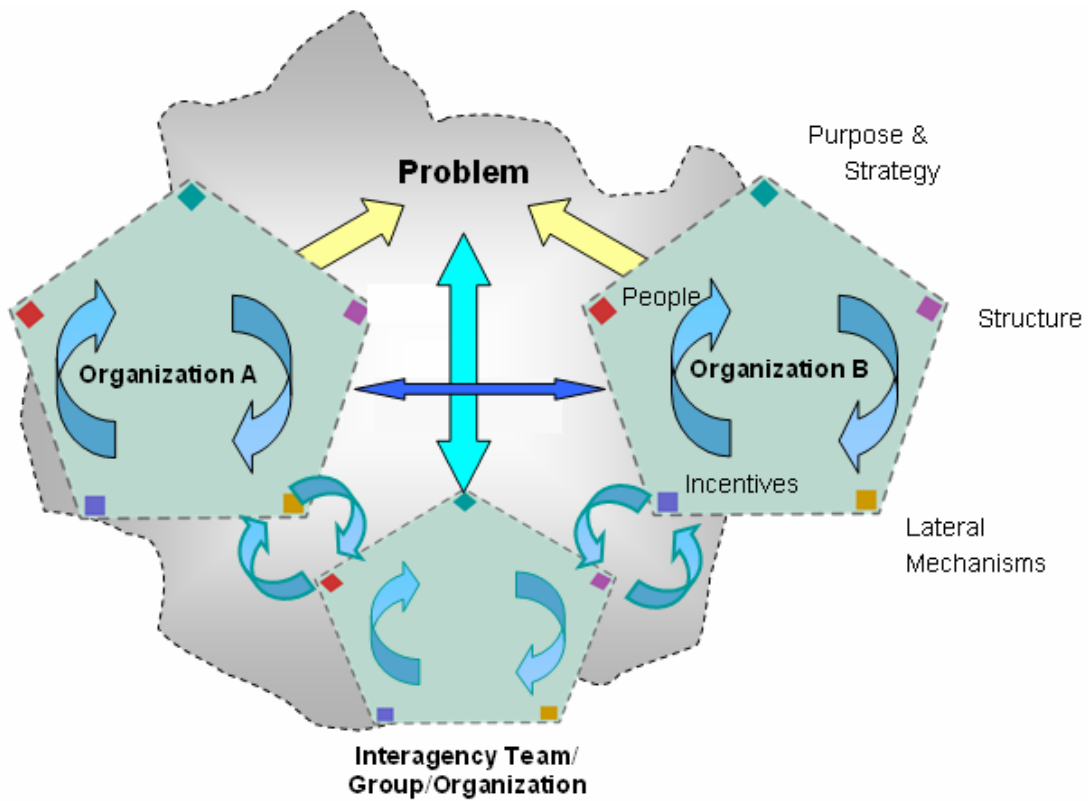 Purpose &
Strategy
Problem
People
Structure
Organization A
Organization B
Incentives
Lateral
Mechanisms
Interagency Team/
Group/Organization